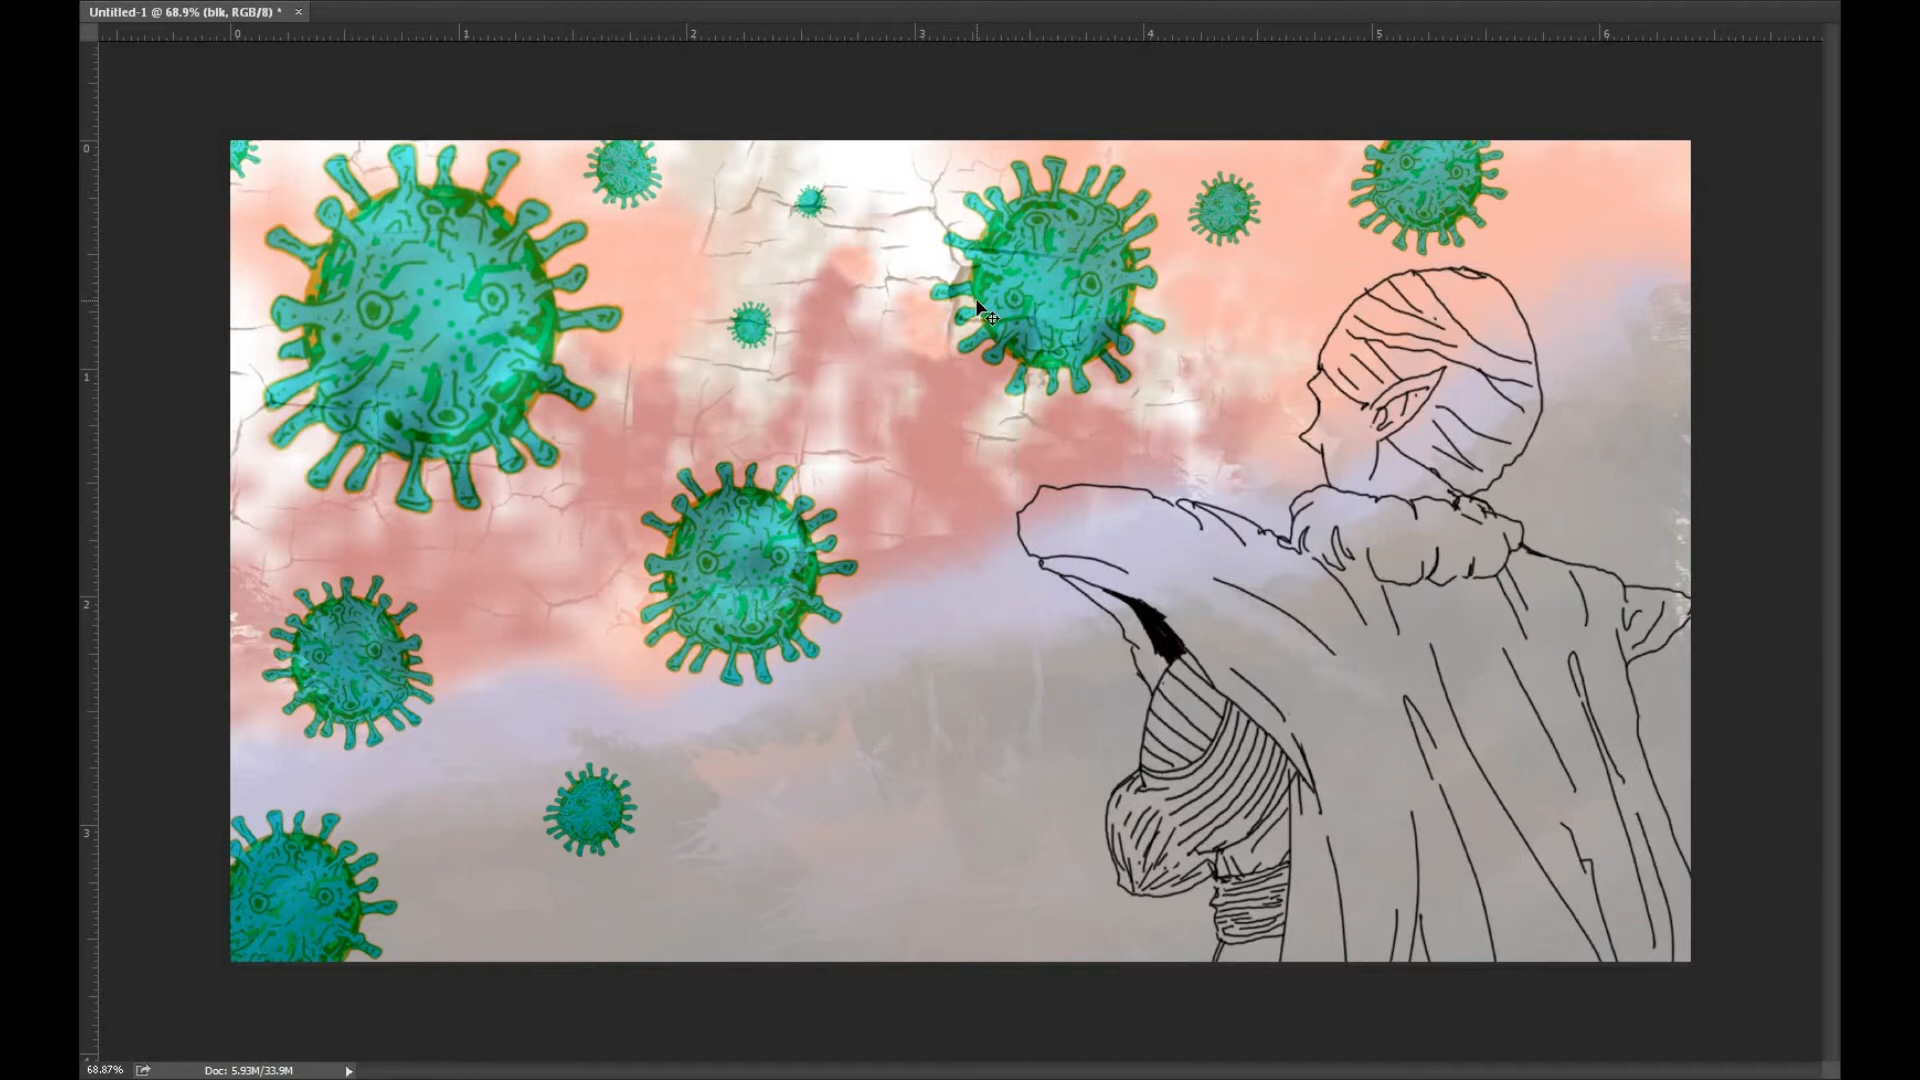 Untitled-1 @ 68.9% (blk, RGB/8) *
0 1 2 3 4 5 6
0
1
2
3
68.87% Doc: 5.93M/33.9M